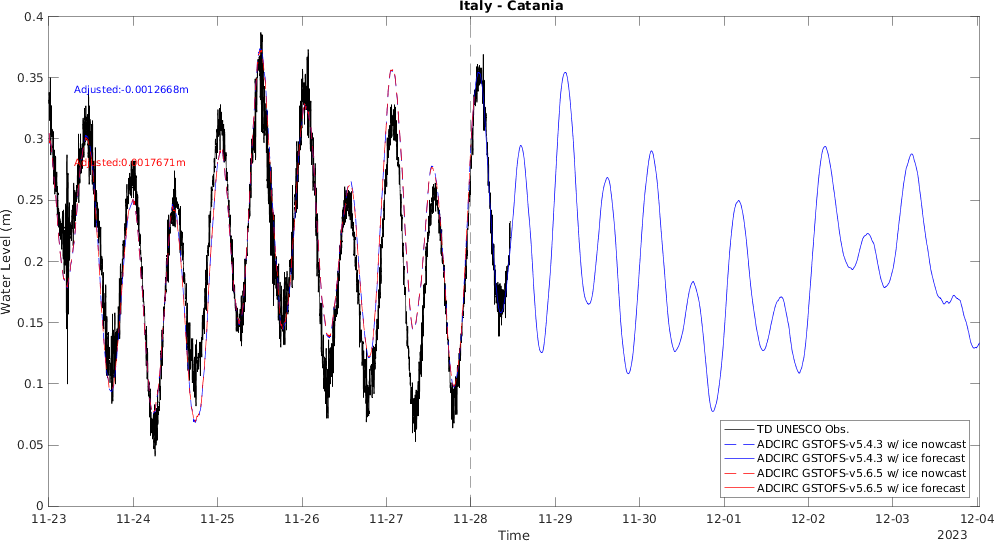 Italy - Catania
0.4
0.35
0.3
0.25
0.2
0.15
0.1
0.05
0
Water Level (m)
Adjusted:-0.0012668m
Adjusted:0.0017671m
TD UNESCO Obs.
ADCIRC GSTOFS-v5.4.3 w/ ice nowcast
ADCIRC GSTOFS-v5.4.3 w/ ice forecast
ADCIRC GSTOFS-v5.6.5 w/ ice nowcast
ADCIRC GSTOFS-v5.6.5 w/ ice forecast
11-23 11-24 11-25 11-26 11-27 11-28 11-29 11-30 12-01 12-02 12-03 12-04
Time
2023